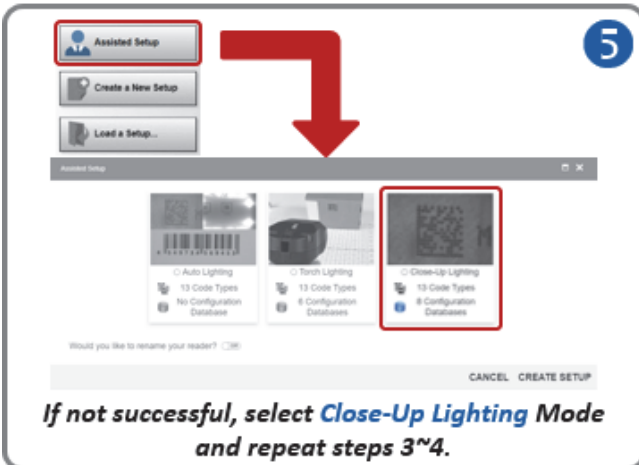 5
Assisted Setup
Create a New Setup
Load a Setup...
Assisted Setup
Auto Lighting
13 Code Types
No Configuration
Database
Torch Lighting
13 Code Types
6 Configuration
Databases
Close-Up Lighting
13 Code Types
8 Configuration
Databases
Would you like to rename your reader?
CANCEL CREATE SETUP
If not successful, select Close-Up Lighting Mode
and repeat steps 3~4.